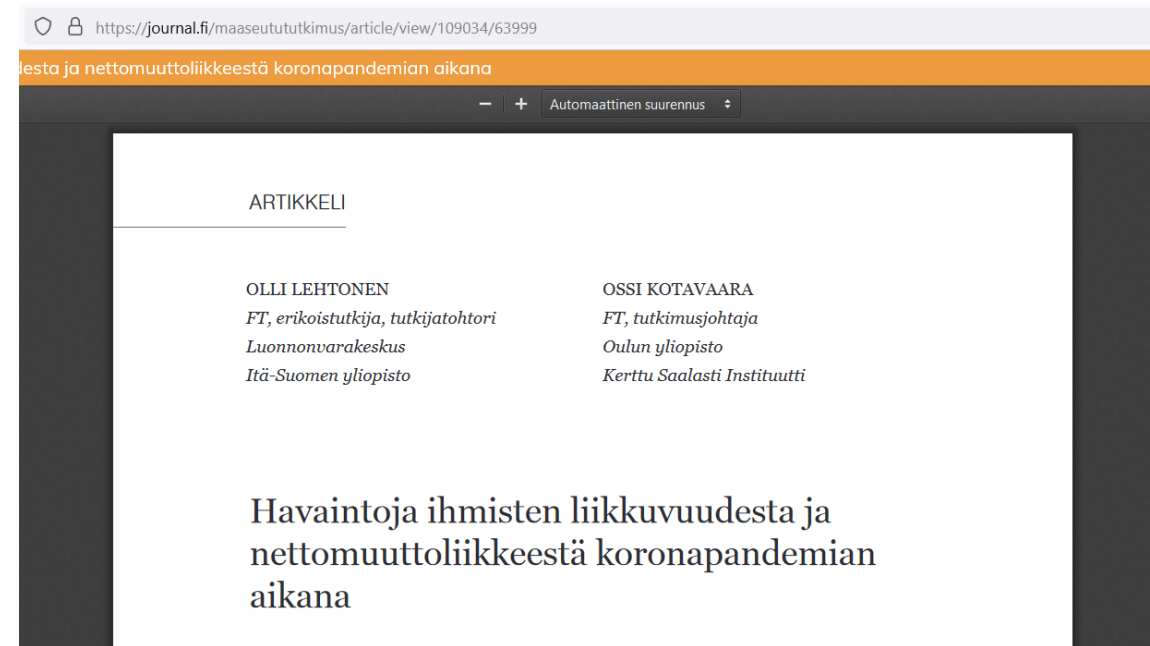 https://journal.fi/maaseutututkimus/article/view/109034/63999
desta ja nettomuuttoliikkeestä koronapandemian aikana
− + Automaattinen suurennus
ARTIKKELI
OLLI LEHTONEN
FT, erikoistutkija, tutkijatohtori
Luonnonvarakeskus
Itä-Suomen yliopisto
OSSI KOTAVAARA
FT, tutkimusjohtaja
Oulun yliopisto
Kerttu Saalasti Instituutti
Havaintoja ihmisten liikkuvuudesta ja
nettomuuttoliikkeestä koronapandemian
aikana